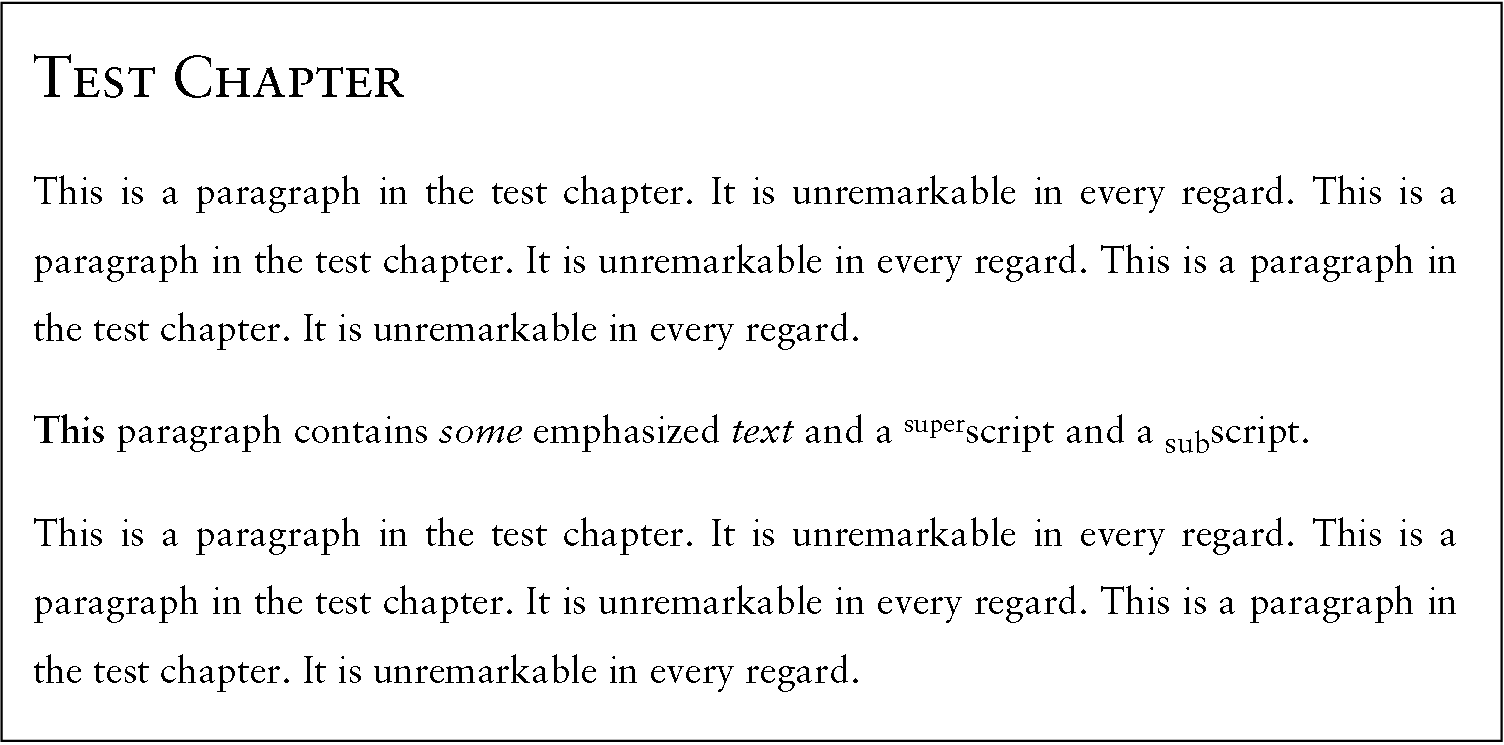 Test Chapter
This is a paragraph in the test chapter. It is unremarkable in every regard. This is a
paragraph in the test chapter. It is unremarkable in every regard. This is a paragraph in
the test chapter. It is unremarkable in every regard.
This paragraph contains some emphasized text and a superscript and a subscript.
This is a paragraph in the test chapter. It is unremarkable in every regard. This is a
paragraph in the test chapter. It is unremarkable in every regard. This is a paragraph in
the test chapter. It is unremarkable in every regard.